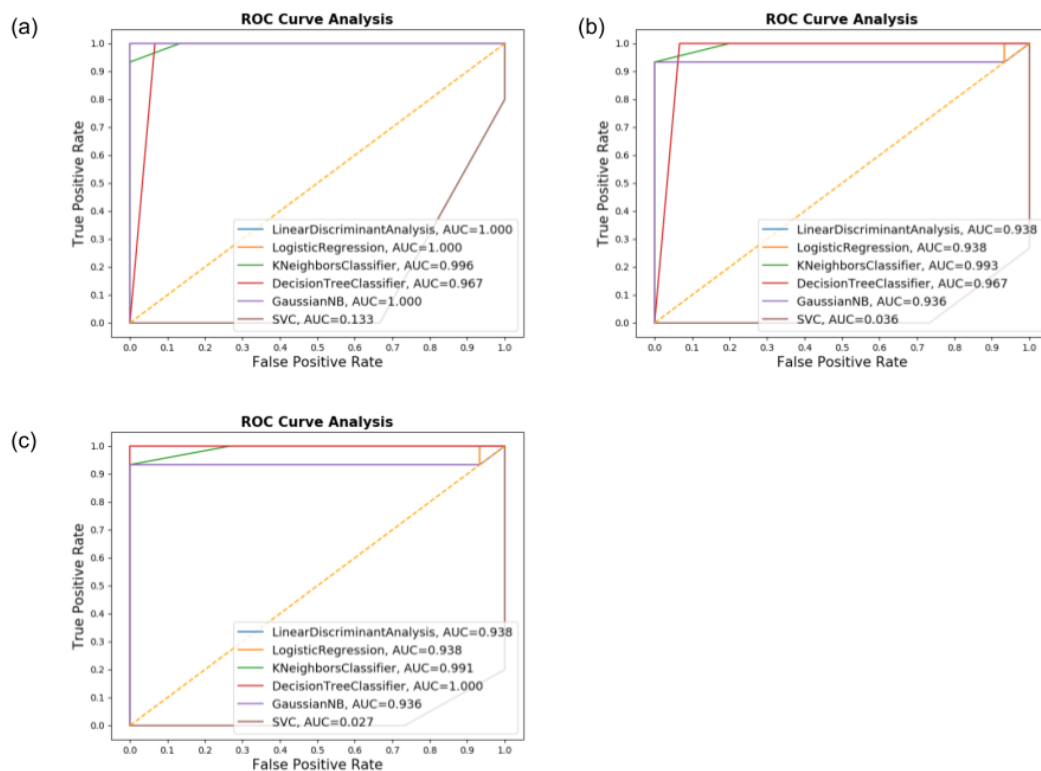 (a)
ROC Curve Analysis
True Positive Rate
1.0
0.9
0.8
0.7
0.6
0.5
0.4
0.3
0.2
0.1
0.0
LinearDiscriminantAnalysis, AUC=1.000
LogisticRegression, AUC=1.000
KNeighborsClassifier, AUC=0.996
DecisionTreeClassifier, AUC=0.967
GaussianNB, AUC=1.000
SVC, AUC=0.133
0.0 0.1 0.2 0.3 0.4 0.5 0.6 0.7 0.8 0.9 1.0
False Positive Rate
(b)
ROC Curve Analysis
True Positive Rate
1.0
0.9
0.8
0.7
0.6
0.5
0.4
0.3
0.2
0.1
0.0
LinearDiscriminantAnalysis, AUC=0.938
LogisticRegression, AUC=0.938
KNeighborsClassifier, AUC=0.993
DecisionTreeClassifier, AUC=0.967
GaussianNB, AUC=0.936
SVC, AUC=0.036
0.0 0.1 0.2 0.3 0.4 0.5 0.6 0.7 0.8 0.9 1.0
False Positive Rate
(c)
ROC Curve Analysis
True Positive Rate
1.0
0.9
0.8
0.7
0.6
0.5
0.4
0.3
0.2
0.1
0.0
LinearDiscriminantAnalysis, AUC=0.938
LogisticRegression, AUC=0.938
KNeighborsClassifier, AUC=0.991
DecisionTreeClassifier, AUC=1.000
GaussianNB, AUC=0.936
SVC, AUC=0.027
0.0 0.1 0.2 0.3 0.4 0.5 0.6 0.7 0.8 0.9 1.0
False Positive Rate